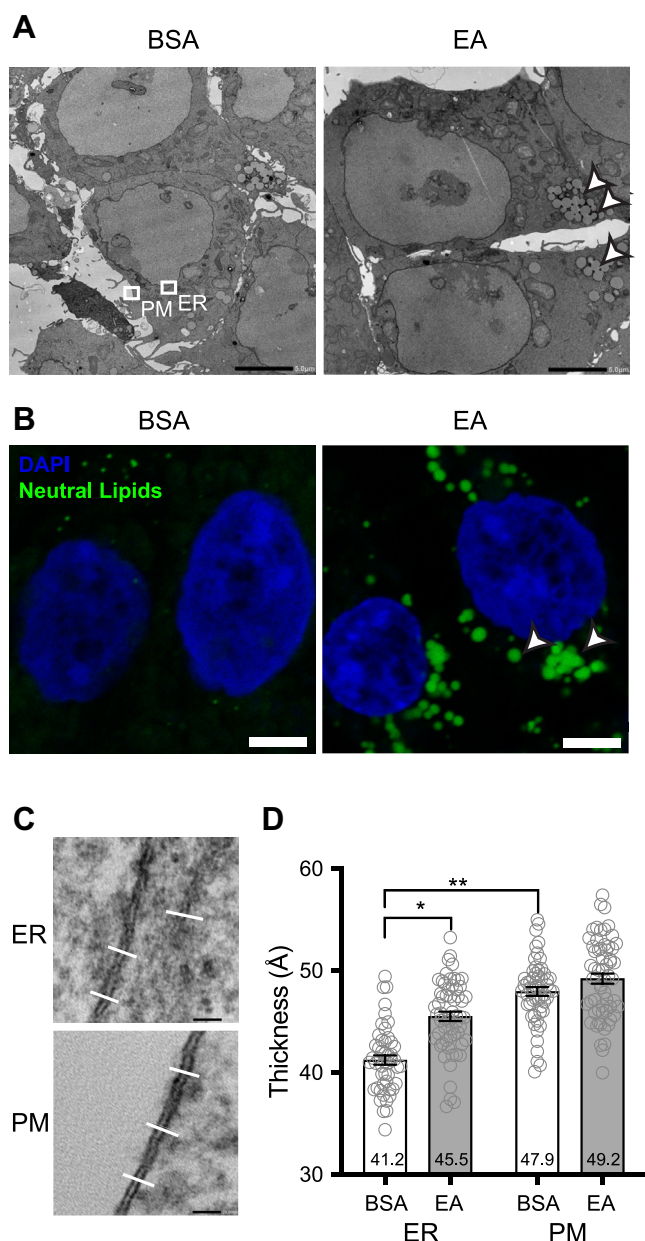 A
BSA
EA
PM
ER
5.0µm
5.0µm
B
BSA
EA
DAPI
Neutral Lipids
C
ER
PM
D
Thickness (Å)
60
50
40
30
**
*
41.2
45.5
47.9
49.2
BSA
EA
BSA
EA
ER
PM